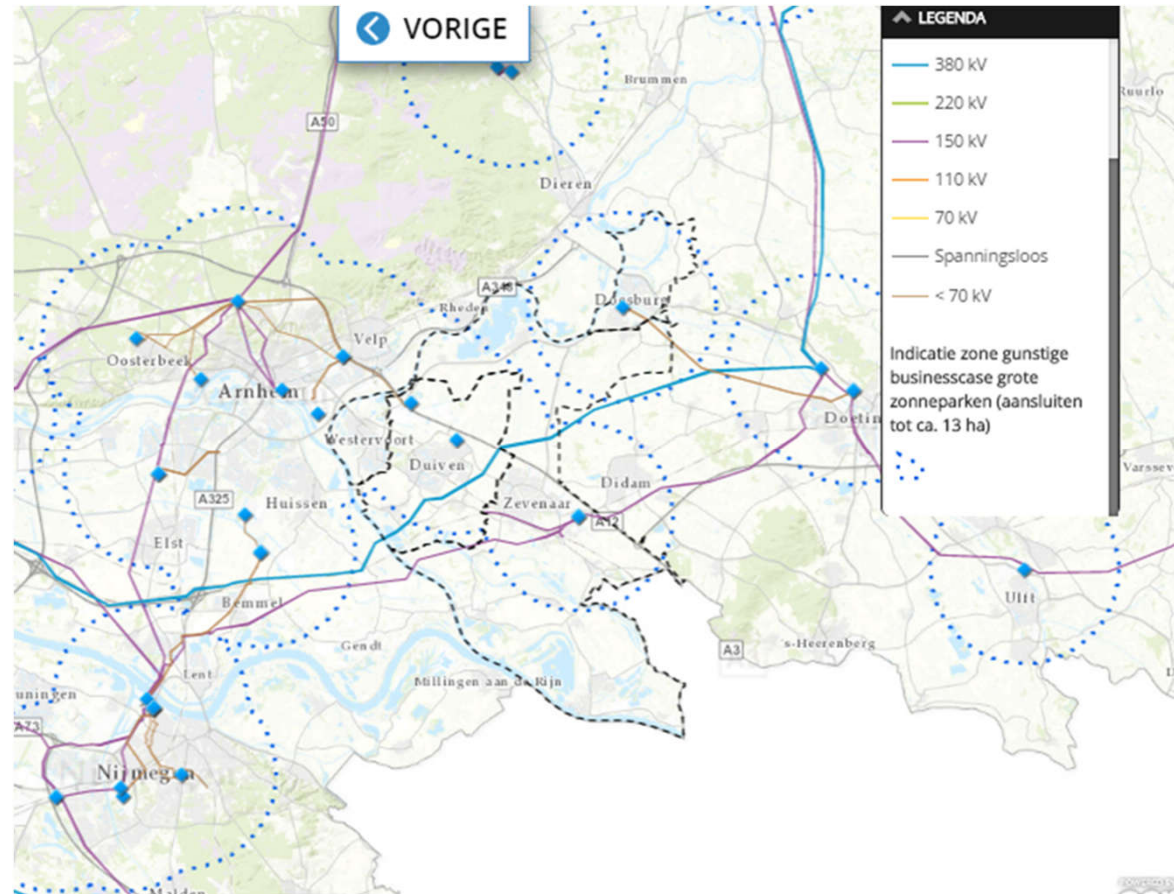 VORIGE
LEGENDA
380 kV
220 kV
150 kV
110 kV
70 kV
Spanningsloos
< 70 kV
Indicatie zone gunstige
businesscase grote
zonneparken (aansluiten
tot ca. 13 ha)
Brummen
Ruurlo
A50
Dieren
A348
Rheden
Doesburg
Velp
Oosterbeek
Arnhem
Doetin
Westervoort
Duiven
Varssev
Didam
A325
Huissen
Zevenaar
A12
Elst
Ulft
Bemmel
Gendt
A3
's-Heerenberg
Lent
Millingen aan de Rijn
uningen
A73
Nijmegen
Malden